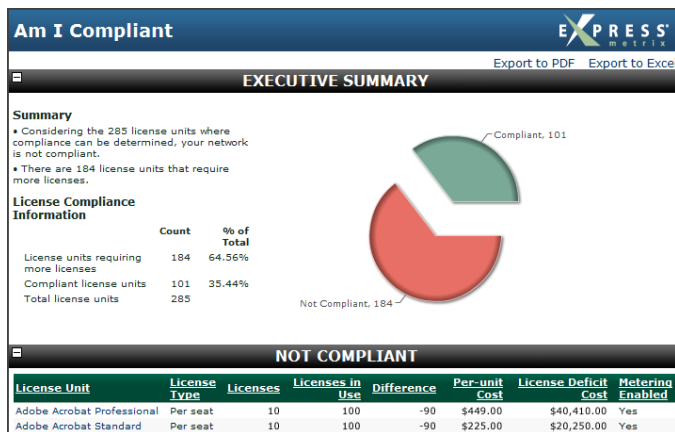 Am I Compliant
EXPRESS
metrix
Export to PDF Export to Exce
EXECUTIVE SUMMARY
Summary
• Considering the 285 license units where
compliance can be determined, your network
is not compliant.
• There are 184 license units that require
more licenses.
License Compliance
Information
Count % of
Total
License units requiring 184 64.56%
more licenses
Compliant license units 101 35.44%
Total license units 285
Compliant, 101
Not Compliant, 184
NOT COMPLIANT
License Unit License Type Licenses Licenses in Use Difference Per-unit Cost License Deficit Cost Metering Enabled
Adobe Acrobat Professional Per seat 10 100 -90 $449.00 $40,410.00 Yes
Adobe Acrobat Standard Per seat 10 100 -90 $225.00 $20,250.00 Yes